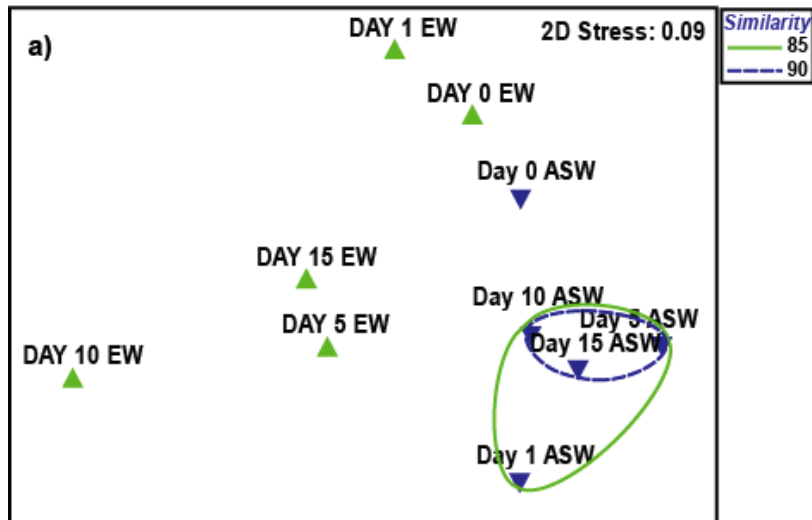 a)
DAY 1 EW
2D Stress: 0.09
Similarity
85
90
DAY 0 EW
Day 0 ASW
DAY 15 EW
Day 10 ASW
Day 5 ASW
DAY 5 EW
Day 15 ASW
DAY 10 EW
Day 1 ASW